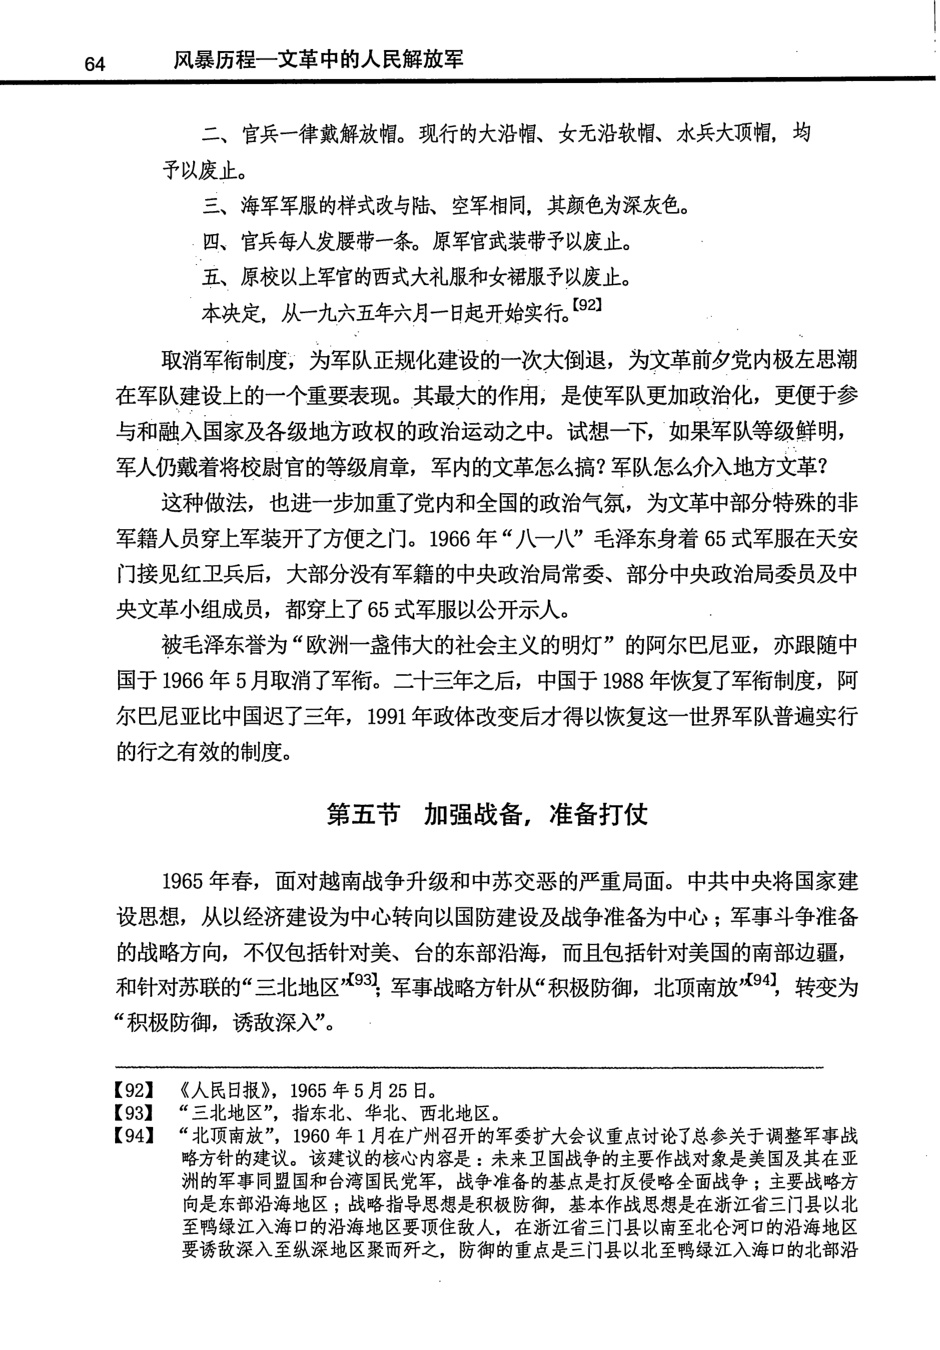 64 风暴历程—文革中的人民解放军
二、官兵一律戴解放帽。现行的大沿帽、女无沿软帽、水兵大顶帽，均
予以废止。
三、海军军服的样式改与陆、空军相同，其颜色为深灰色。
四、官兵每人发腰带一条。原军官武装带予以废止。
五、原校以上军官的西式大礼服和女裙服予以废止。
本决定，从一九六五年六月一日起开始实行。【92】
取消军衔制度，为军队正规化建设的一次大倒退，为文革前夕党内极左思潮
在军队建设上的一个重要表现。其最大的作用，是使军队更加政治化，更便于参
与和融入国家及各级地方政权的政治运动之中。试想一下，如果军队等级鲜明，
军人仍戴着将校尉官的等级肩章，军内的文革怎么搞？军队怎么介入地方文革？
这种做法，也进一步加重了党内和全国的政治气氛，为文革中部分特殊的非
军籍人员穿上军装开了方便之门。1966 年“八一八”毛泽东身着 65 式军服在天安
门接见红卫兵后，大部分没有军籍的中央政治局常委、部分中央政治局委员及中
央文革小组成员，都穿上了 65 式军服以公开示人。
被毛泽东誉为“欧洲一盏伟大的社会主义的明灯”的阿尔巴尼亚，亦跟随中
国于 1966 年 5 月取消了军衔。二十三年之后，中国于 1988 年恢复了军衔制度，阿
尔巴尼亚比中国迟了三年，1991 年政体改变后才得以恢复这一世界军队普遍实行
的行之有效的制度。
第五节 加强战备，准备打仗
1965 年春，面对越南战争升级和中苏交恶的严重局面。中共中央将国家建
设思想，从以经济建设为中心转向以国防建设及战争准备为中心；军事斗争准备
的战略方向，不仅包括针对美、台的东部沿海，而且包括针对美国的南部边疆，
和针对苏联的“三北地区”【93】；军事战略方针从“积极防御，北顶南放”【94】，转变为
“积极防御，诱敌深入”。
【92】 《人民日报》，1965 年 5 月 25 日。
【93】 “三北地区”，指东北、华北、西北地区。
【94】 “北顶南放”，1960 年 1 月在广州召开的军委扩大会议重点讨论了总参关于调整军事战
略方针的建议。该建议的核心内容是：未来卫国战争的主要作战对象是美国及其在亚
洲的军事同盟国和台湾国民党军，战争准备的基点是打反侵略全面战争；主要战略方
向是东部沿海地区；战略指导思想是积极防御，基本作战思想是在浙江省三门县以北
至鸭绿江入海口的沿海地区要顶住敌人，在浙江省三门县以南至北仑河口的沿海地区
要诱敌深入至纵深地区聚而歼之，防御的重点是三门县以北至鸭绿江入海口的北部沿